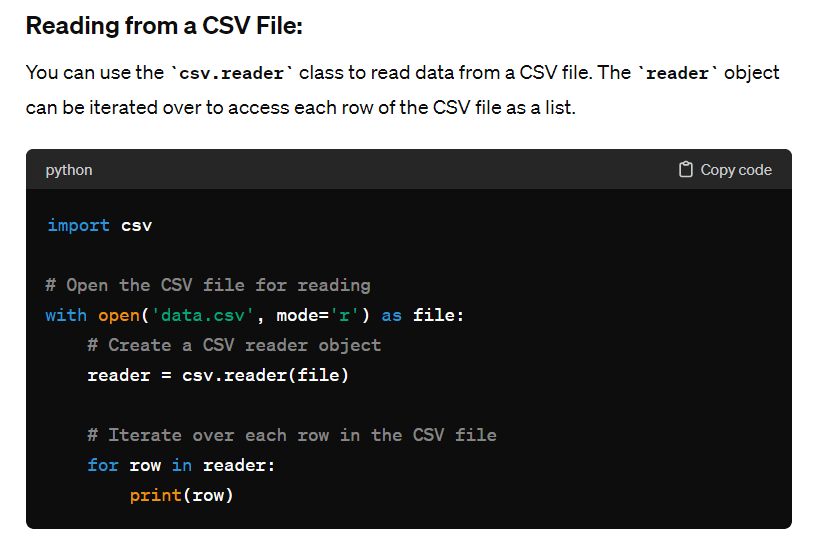 Reading from a CSV File:
You can use the `csv.reader` class to read data from a CSV file. The `reader` object
can be iterated over to access each row of the CSV file as a list.
python
Copy code
import csv
# Open the CSV file for reading
with open('data.csv', mode='r') as file:
    # Create a CSV reader object
    reader = csv.reader(file)
    # Iterate over each row in the CSV file
    for row in reader:
        print(row)